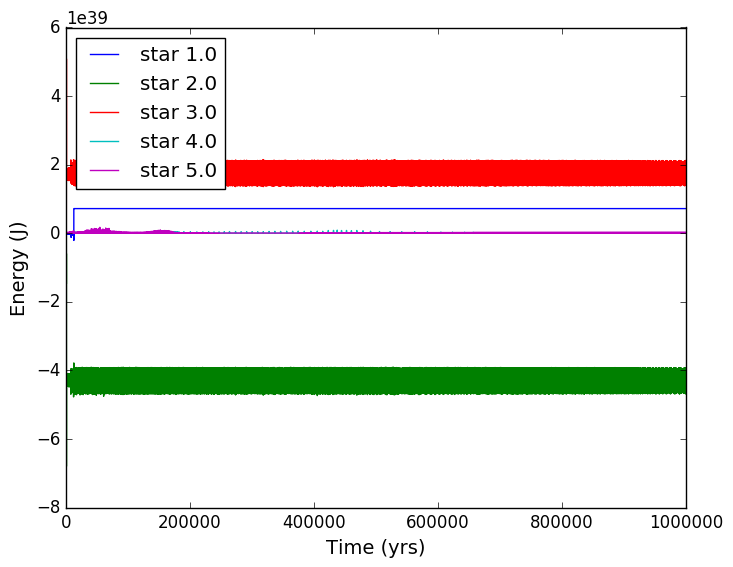 1e39
6
4
2
0
−2
−4
−6
−8
Energy (J)
star 1.0
star 2.0
star 3.0
star 4.0
star 5.0
0
200000
400000
600000
800000
1000000
Time (yrs)